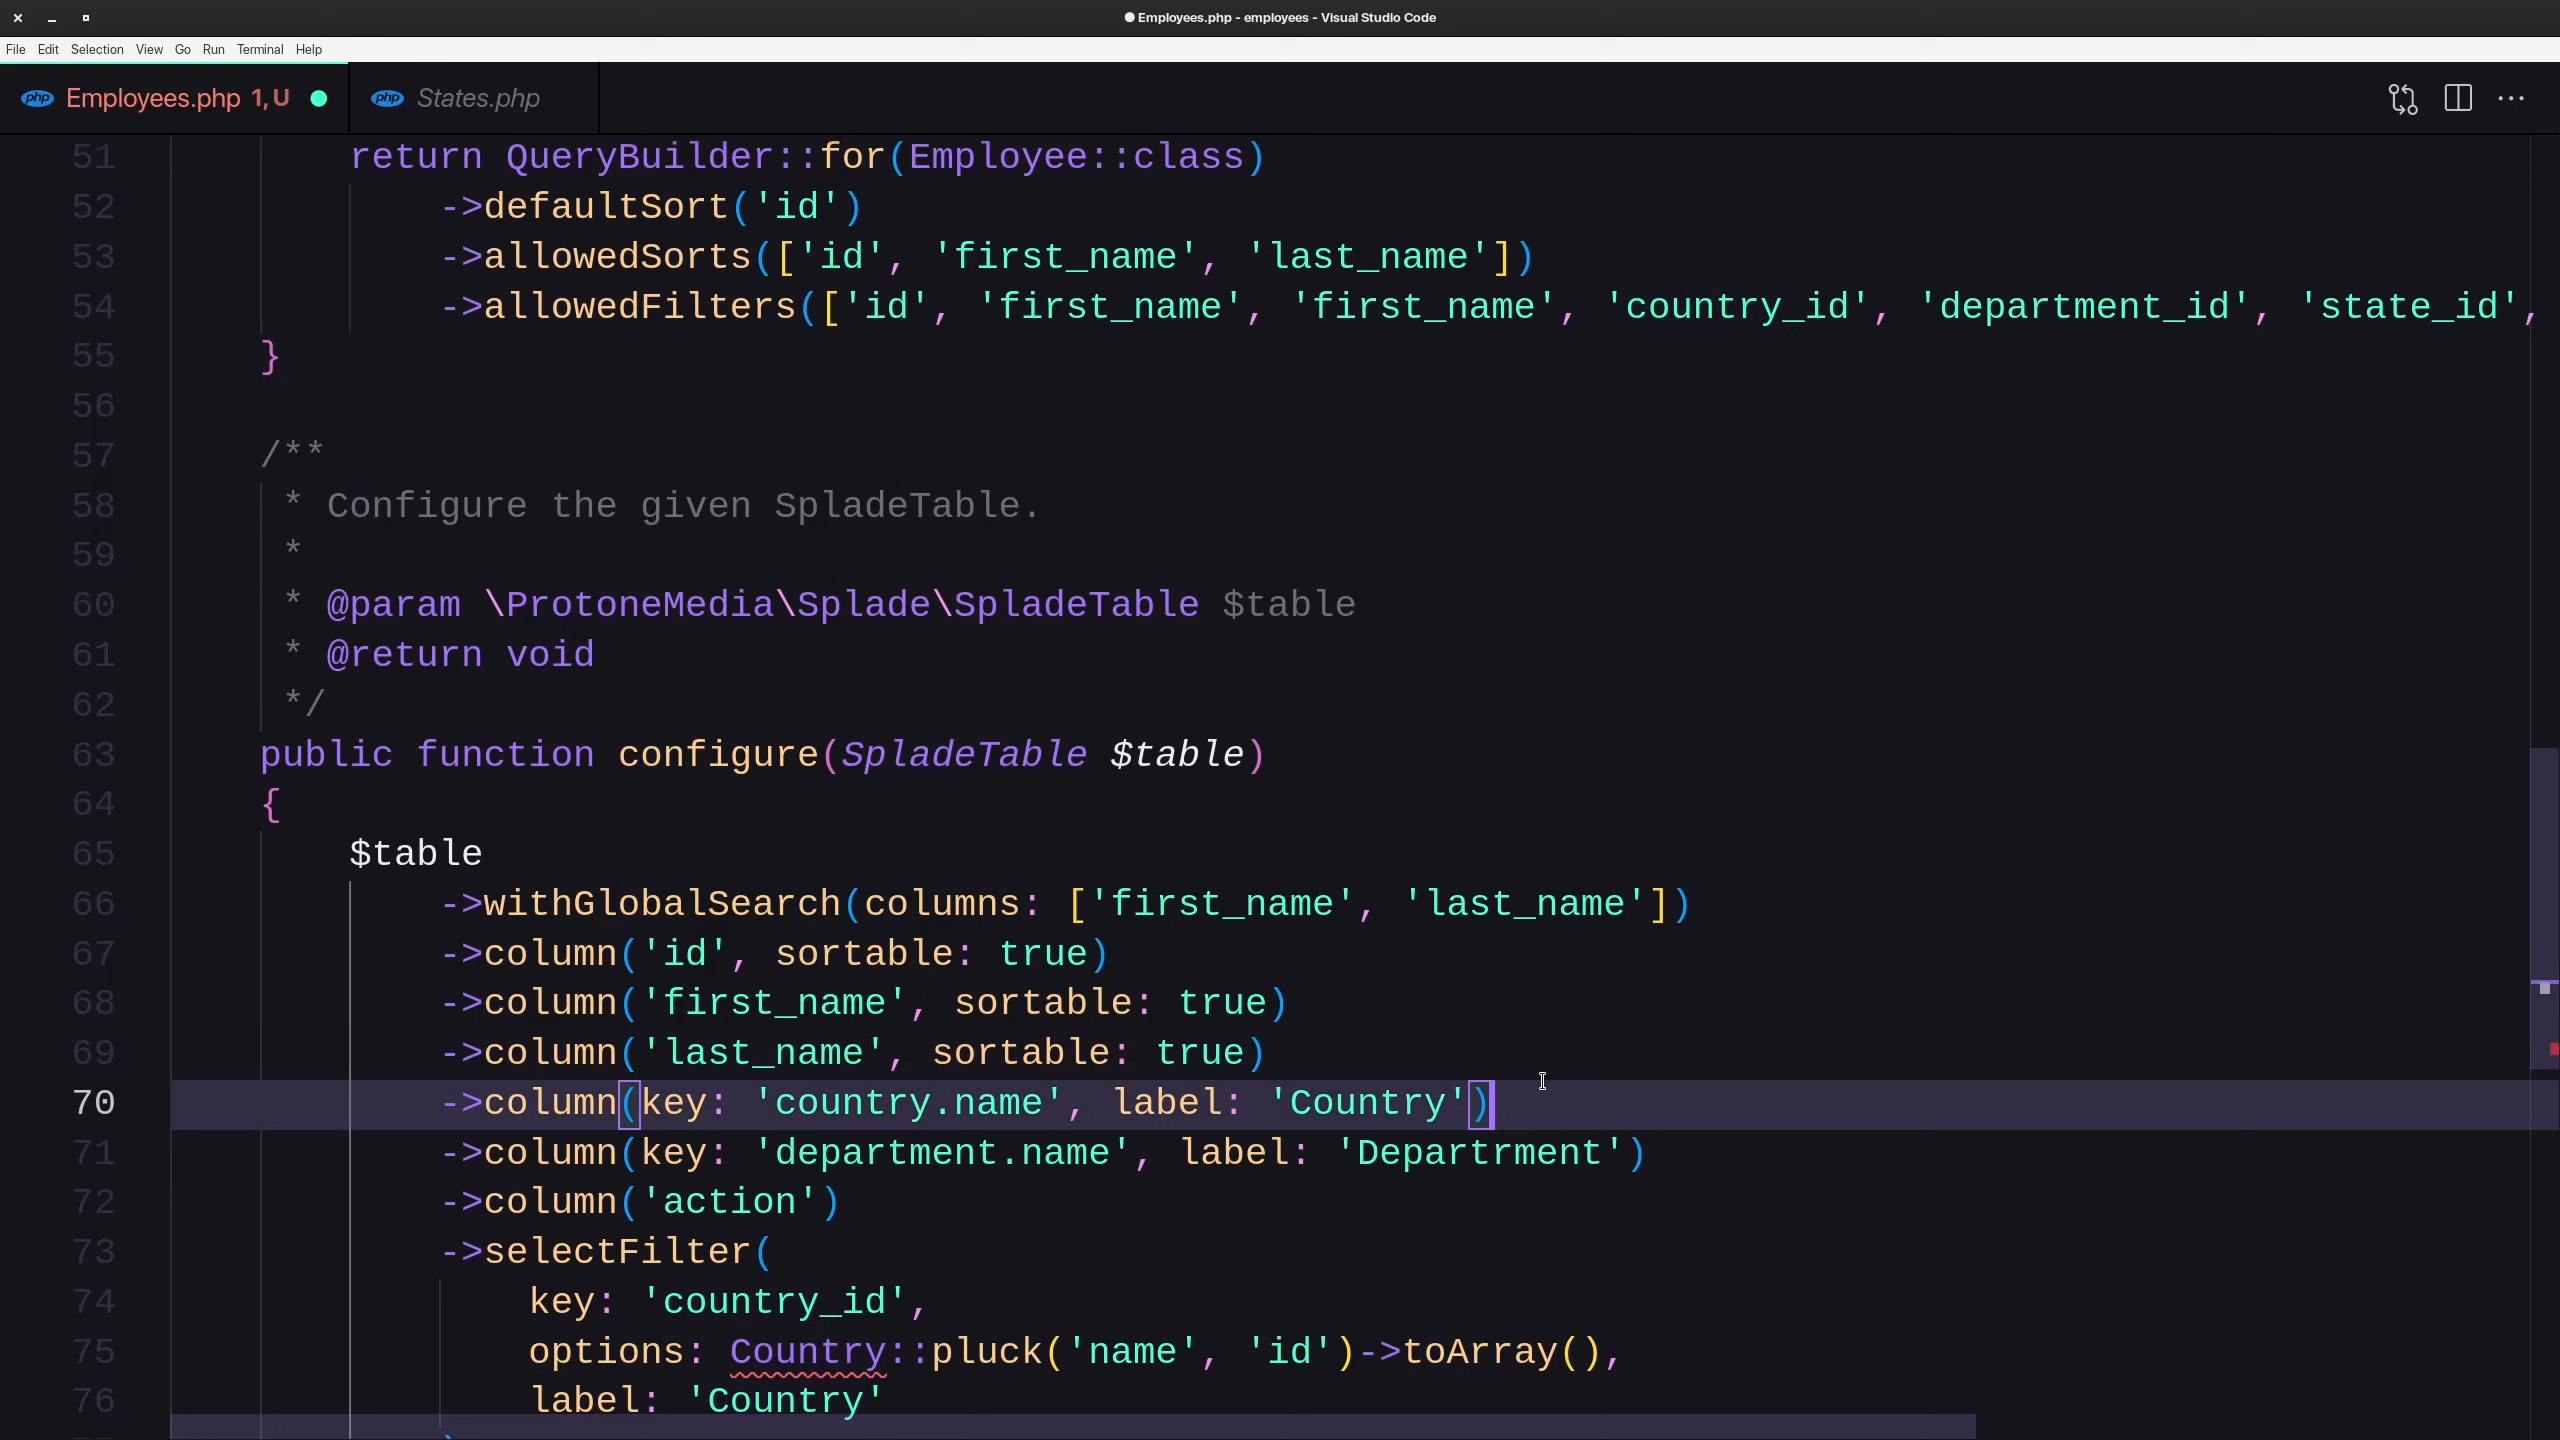 Employees.php - employees - Visual Studio Code
File Edit Selection View Go Run Terminal Help
php Employees.php 1, U
php States.php
51 return QueryBuilder::for(Employee::class)
52 ->defaultSort('id')
53 ->allowedSorts(['id', 'first_name', 'last_name'])
54 ->allowedFilters(['id', 'first_name', 'first_name', 'country_id', 'department_id', 'state_id',
55 }
56
57 /**
58 * Configure the given SpladeTable.
59 *
60 * @param \ProtoneMedia\Splade\SpladeTable $table
61 * @return void
62 */
63 public function configure(SpladeTable $table)
64 {
65 $table
66 ->withGlobalSearch(columns: ['first_name', 'last_name'])
67 ->column('id', sortable: true)
68 ->column('first_name', sortable: true)
69 ->column('last_name', sortable: true)
70 ->column(key: 'country.name', label: 'Country')
71 ->column(key: 'department.name', label: 'Departrment')
72 ->column('action')
73 ->selectFilter(
74 key: 'country_id',
75 options: Country::pluck('name', 'id')->toArray(),
76 label: 'Country'